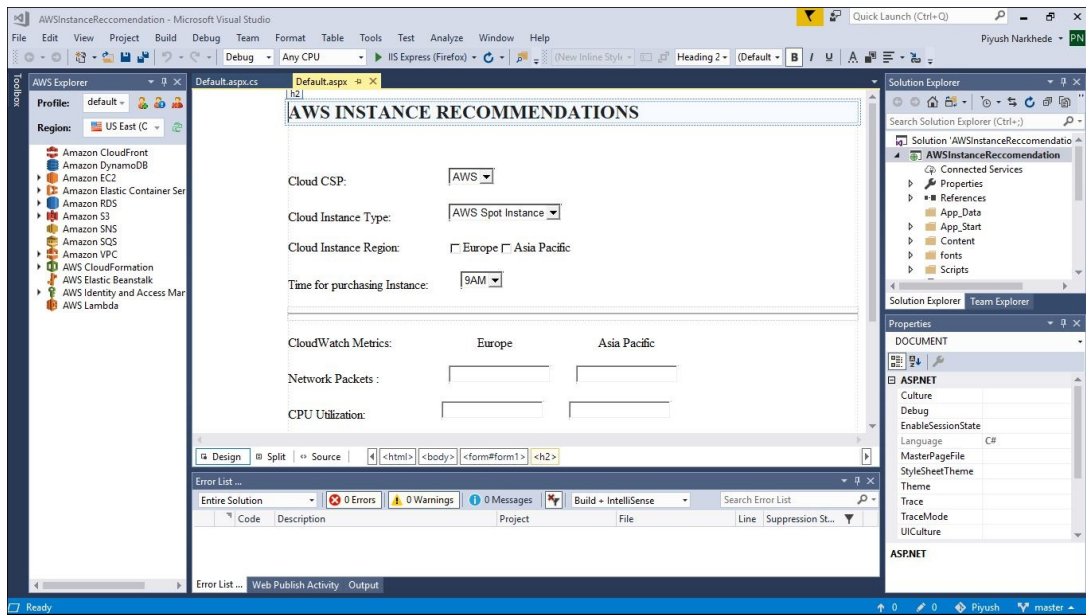 AWSInstanceReccomendation - Microsoft Visual Studio
Quick Launch (Ctrl+Q)
File Edit View Project Build Debug Team Format Table Tools Test Analyze Window Help
Piyush Narkhede PN
Debug Any CPU IIS Express (Firefox) (New Inline Style Heading 2 (Default B I U A
Toolbox
AWS Explorer
Profile: default
Region: US East (C
Amazon CloudFront
Amazon DynamoDB
Amazon EC2
Amazon Elastic Container Ser
Amazon RDS
Amazon S3
Amazon SNS
Amazon SQS
Amazon VPC
AWS CloudFormation
AWS Elastic Beanstalk
AWS Identity and Access Mar
AWS Lambda
Default.aspx.cs Default.aspx
h2
AWS INSTANCE RECOMMENDATIONS
Cloud CSP: AWS
Cloud Instance Type: AWS Spot Instance
Cloud Instance Region: Europe Asia Pacific
Time for purchasing Instance: 9AM
CloudWatch Metrics: Europe Asia Pacific
Network Packets :
CPU Utilization:
Design Split Source <html> <body> <form#form1> <h2>
Error List ...
Entire Solution 0 Errors 0 Warnings 0 Messages Build + IntelliSense Search Error List
Code Description Project File Line Suppression St...
Error List ... Web Publish Activity Output
Solution Explorer
Search Solution Explorer (Ctrl+;)
Solution 'AWSInstanceReccomendatio
AWSInstanceReccomendation
Connected Services
Properties
References
App_Data
App_Start
Content
fonts
Scripts
Solution Explorer Team Explorer
Properties
DOCUMENT
ASP.NET
Culture
Debug
EnableSessionState
Language C#
MasterPageFile
StyleSheetTheme
Theme
Trace
TraceMode
UICulture
ASP.NET
Ready 0 0 Piyush master